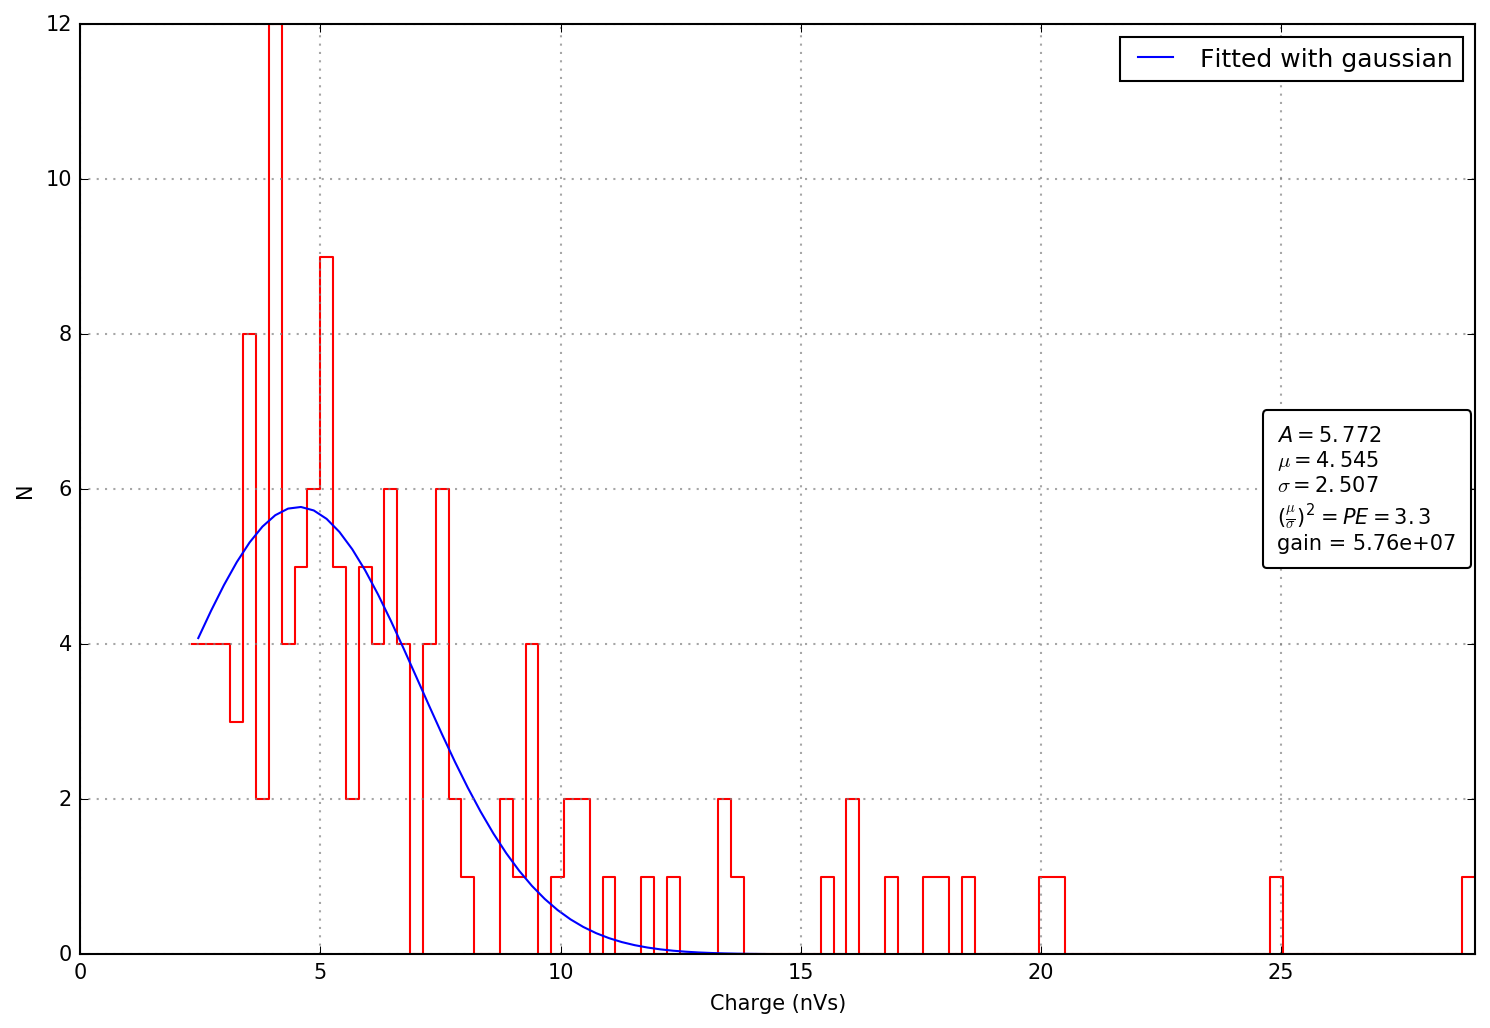 12
10
8
6
4
2
0
N
0 5 10 15 20 25
Charge (nVs)
Fitted with gaussian
A = 5.772
μ = 4.545
σ = 2.507
(μ/σ)² = PE = 3.3
gain = 5.76e+07